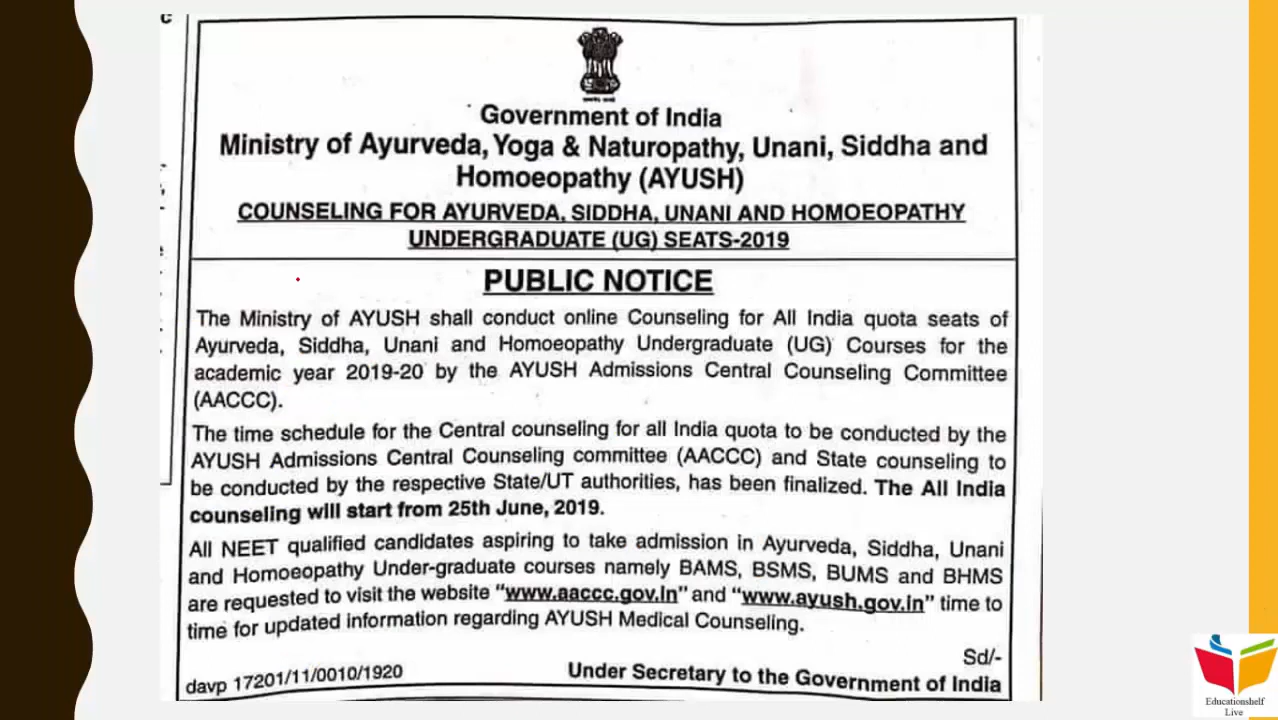 c
Government of India
Ministry of Ayurveda, Yoga & Naturopathy, Unani, Siddha and
Homoeopathy (AYUSH)
COUNSELING FOR AYURVEDA, SIDDHA, UNANI AND HOMOEOPATHY
UNDERGRADUATE (UG) SEATS-2019
PUBLIC NOTICE
The Ministry of AYUSH shall conduct online Counseling for All India quota seats of
Ayurveda, Siddha, Unani and Homoeopathy Undergraduate (UG) Courses for the
academic year 2019-20 by the AYUSH Admissions Central Counseling Committee
(AACCC).
The time schedule for the Central counseling for all India quota to be conducted by the
AYUSH Admissions Central Counseling committee (AACCC) and State counseling to
be conducted by the respective State/UT authorities, has been finalized. The All India
counseling will start from 25th June, 2019.
All NEET qualified candidates aspiring to take admission in Ayurveda, Siddha, Unani
and Homoeopathy Under-graduate courses namely BAMS, BSMS, BUMS and BHMS
are requested to visit the website "www.aaccc.gov.in" and "www.ayush.gov.in" time to
time for updated information regarding AYUSH Medical Counseling.
Sd/-
davp 17201/11/0010/1920 Under Secretary to the Government of India
Educationshelf
Live